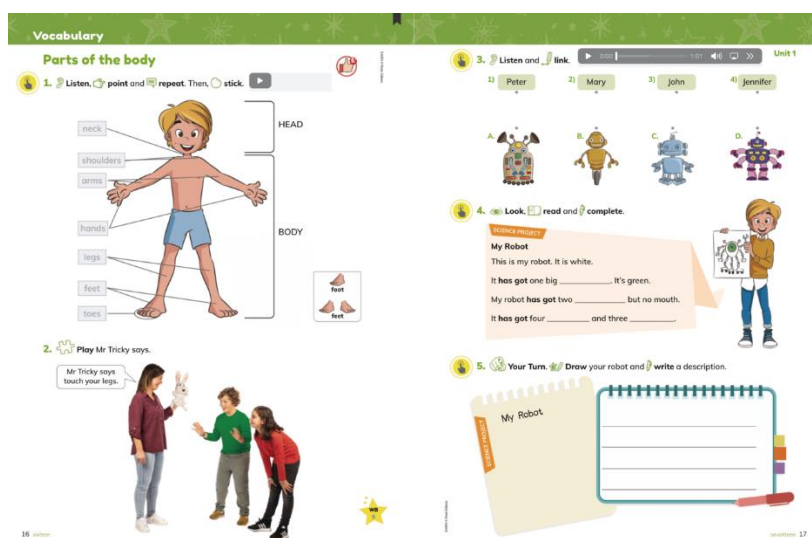 Vocabulary
Parts of the body
1. Listen, point and repeat. Then, stick.
neck
shoulders
arms
hands
legs
feet
toes
HEAD
BODY
foot
feet
2. Play Mr Tricky says.
Mr Tricky says
touch your legs.
WB
16 sixteen
Unit 1
3. Listen and link.
0:00
1:01
1) Peter
2) Mary
3) John
4) Jennifer
A.
B.
C.
D.
4. Look, read and complete.
SCIENCE PROJECT
My Robot
This is my robot. It is white.
It has got one big __________. It's green.
My robot has got two __________ but no mouth.
It has got four ________ and three _________.
5. Your Turn. Draw your robot and write a description.
SCIENCE PROJECT
My Robot
seventeen 17